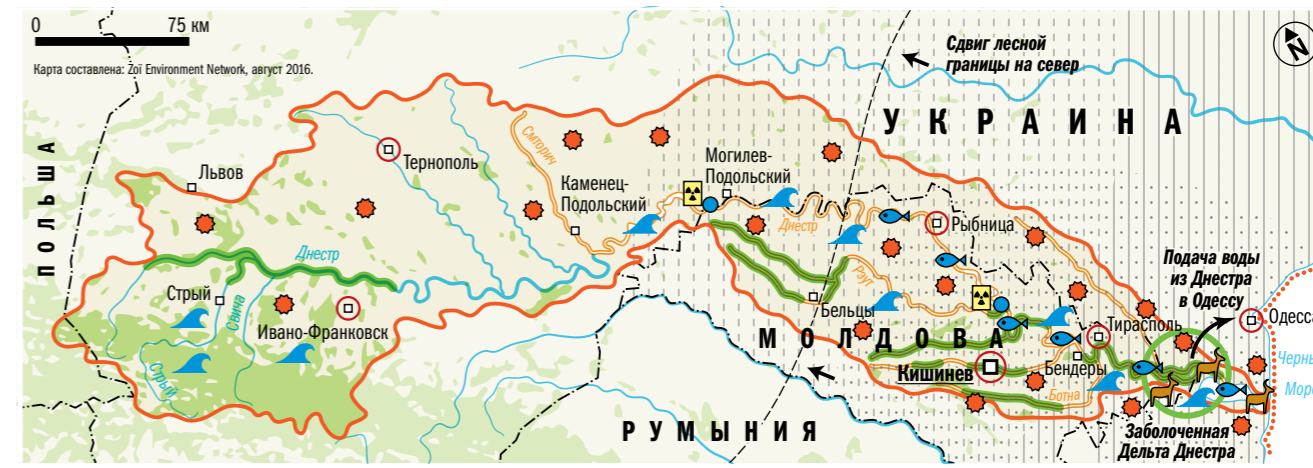 0 75 км
Карта составлена: Zoï Environment Network, август 2016.
Сдвиг лесной
границы на север
N
УКРАИНА
ПОЛЬША
Львов
Тернополь
Смотрич
Каменец-
Подольский
Могилев-
Подольский
Днестр
Рыбница
Подача воды
из Днестра
в Одессу
Днестр
Стрый
Свича
Ивано-Франковск
Стрый
Бельцы
Реут
МОЛДОВА
Кишинев
Бендеры
Тирасполь
Ботна
Одесса
Черн
Море
РУМЫНИЯ
Заболоченная
Дельта Днестра